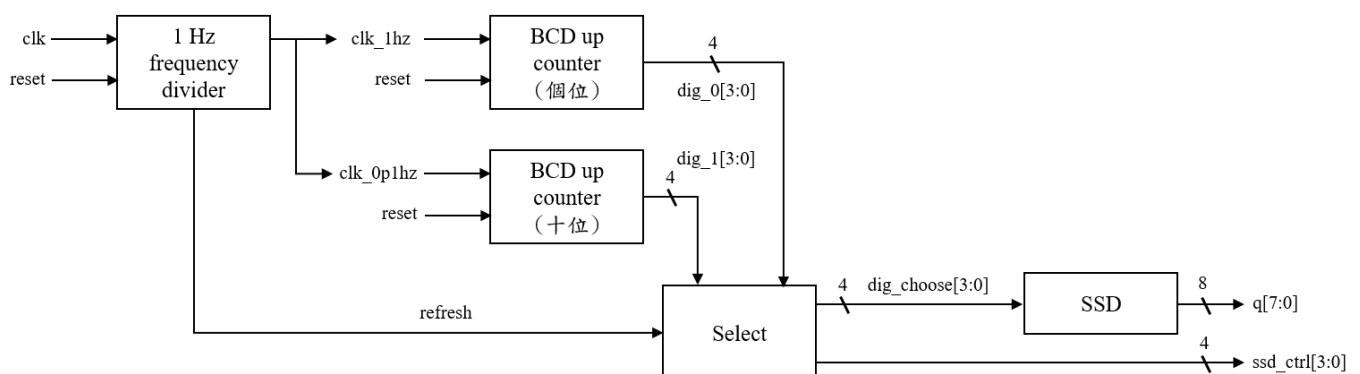 clk
reset
1 Hz
frequency
divider
clk_1hz
reset
BCD up
counter
(個位)
4
dig_0[3:0]
clk_0p1hz
reset
BCD up
counter
(十位)
dig_1[3:0]
4
refresh
Select
4
dig_choose[3:0]
SSD
8
q[7:0]
4
ssd_ctrl[3:0]